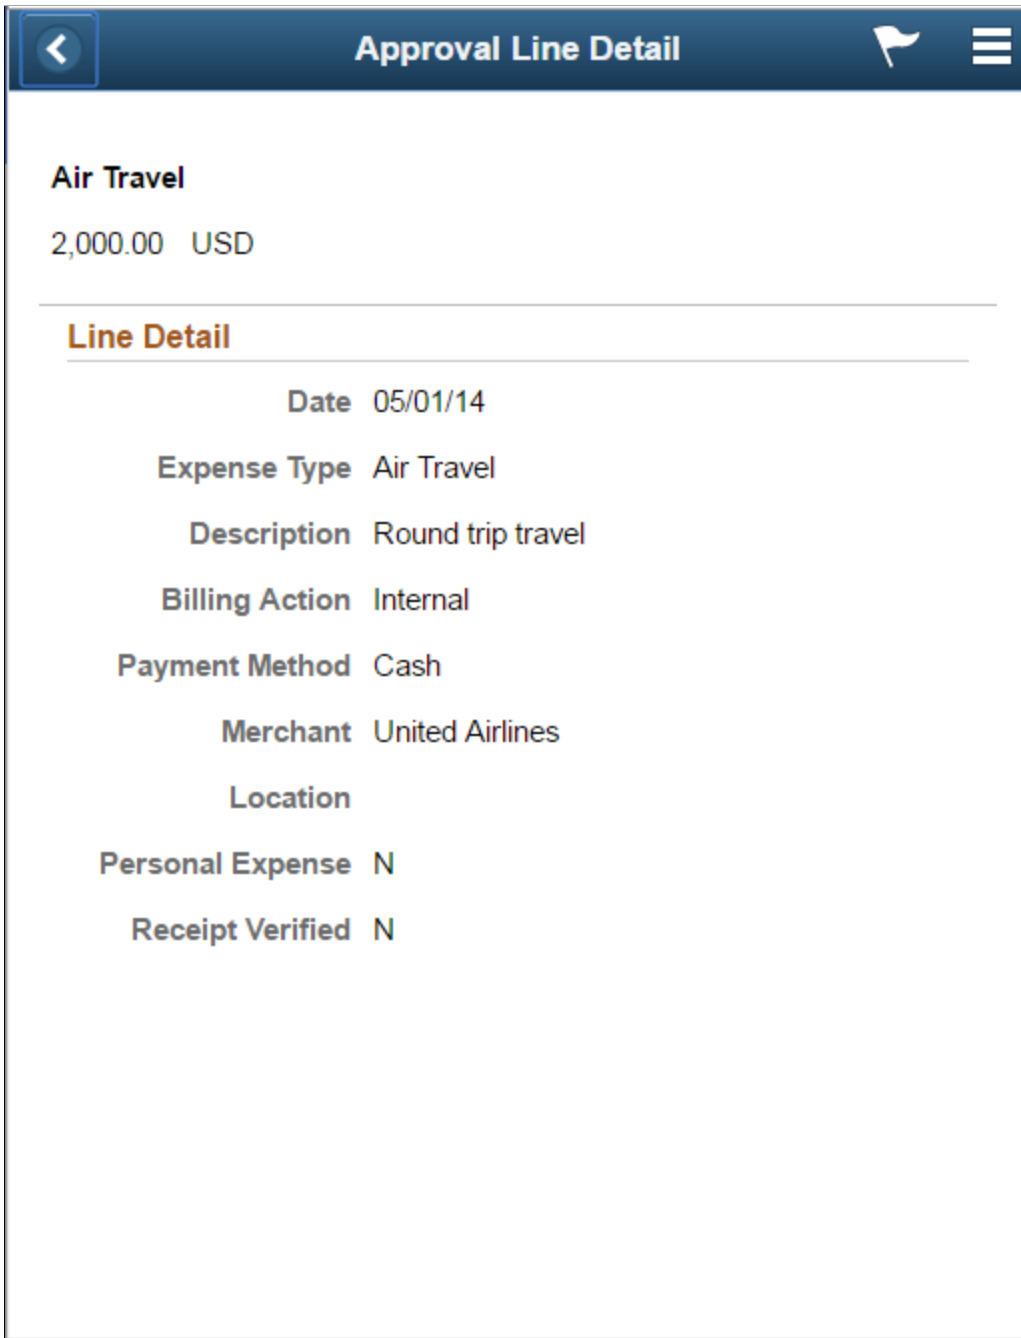 Approval Line Detail
Air Travel
2,000.00 USD
Line Detail
Date 05/01/14
Expense Type Air Travel
Description Round trip travel
Billing Action Internal
Payment Method Cash
Merchant United Airlines
Location
Personal Expense N
Receipt Verified N